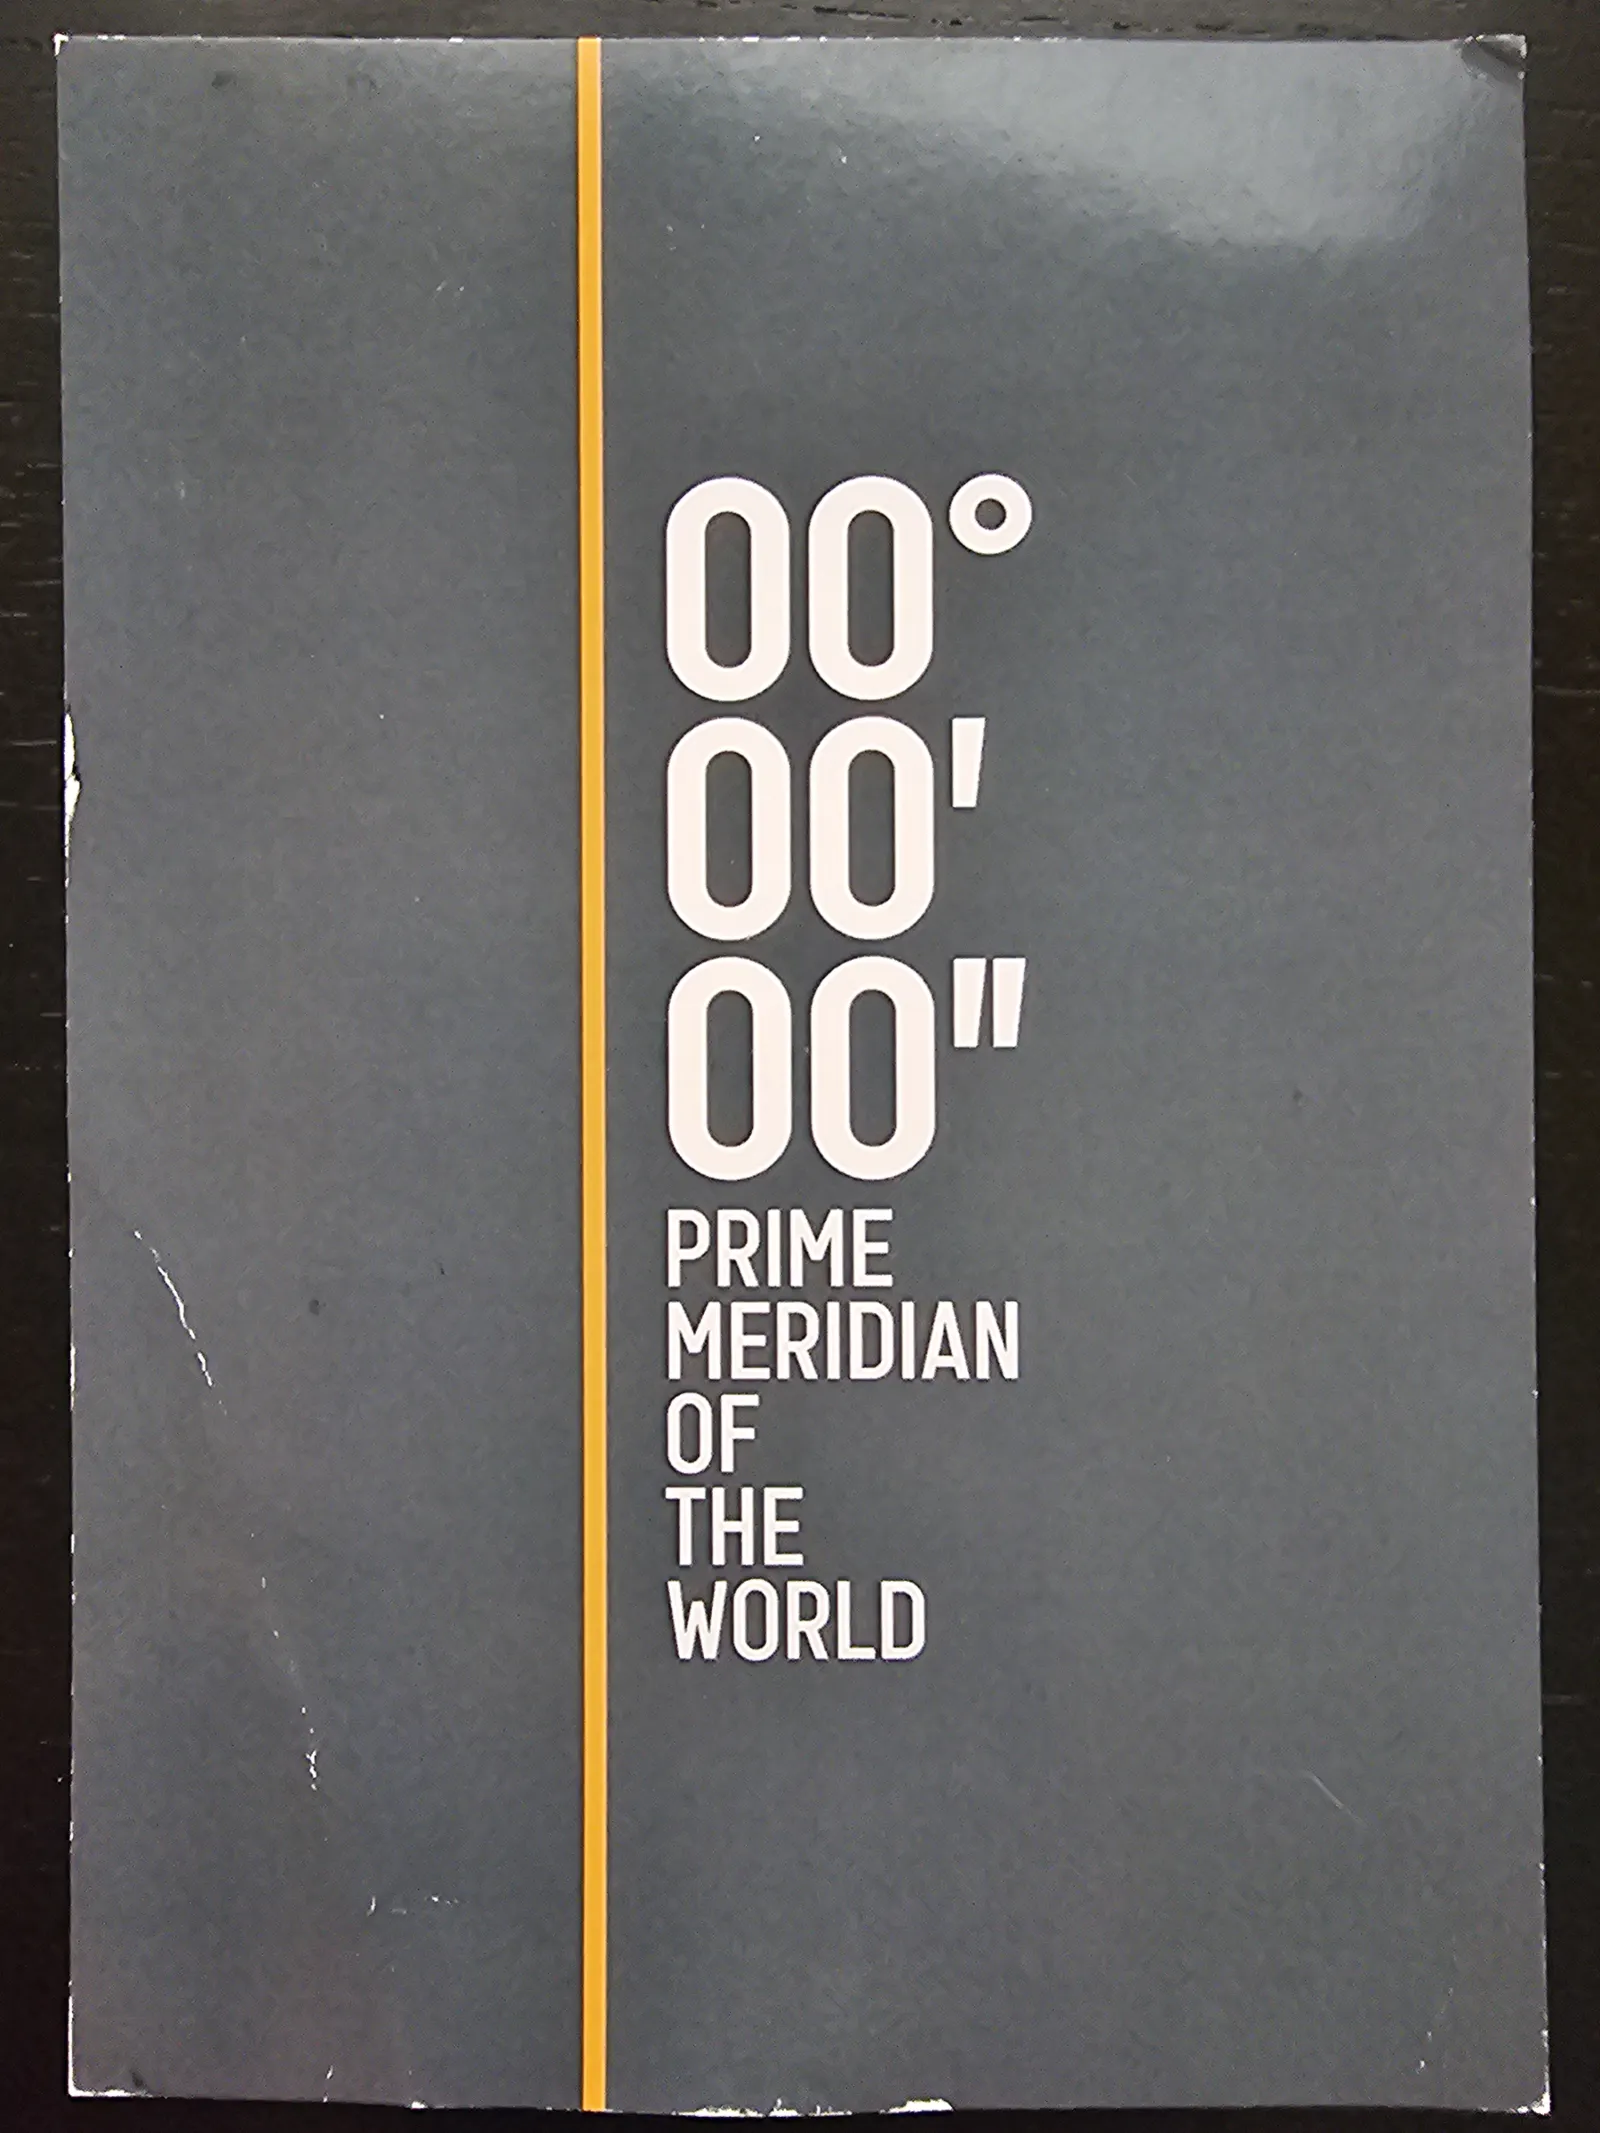 00°
00'
00"
PRIME
MERIDIAN
OF
THE
WORLD